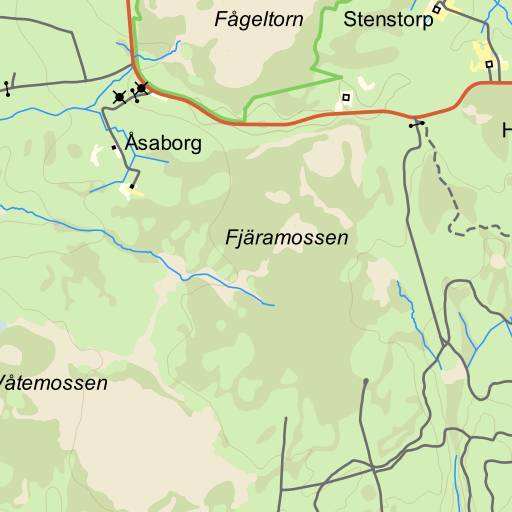 Fågeltorn
Stenstorp
H
Åsaborg
Fjäramossen
Våtemossen